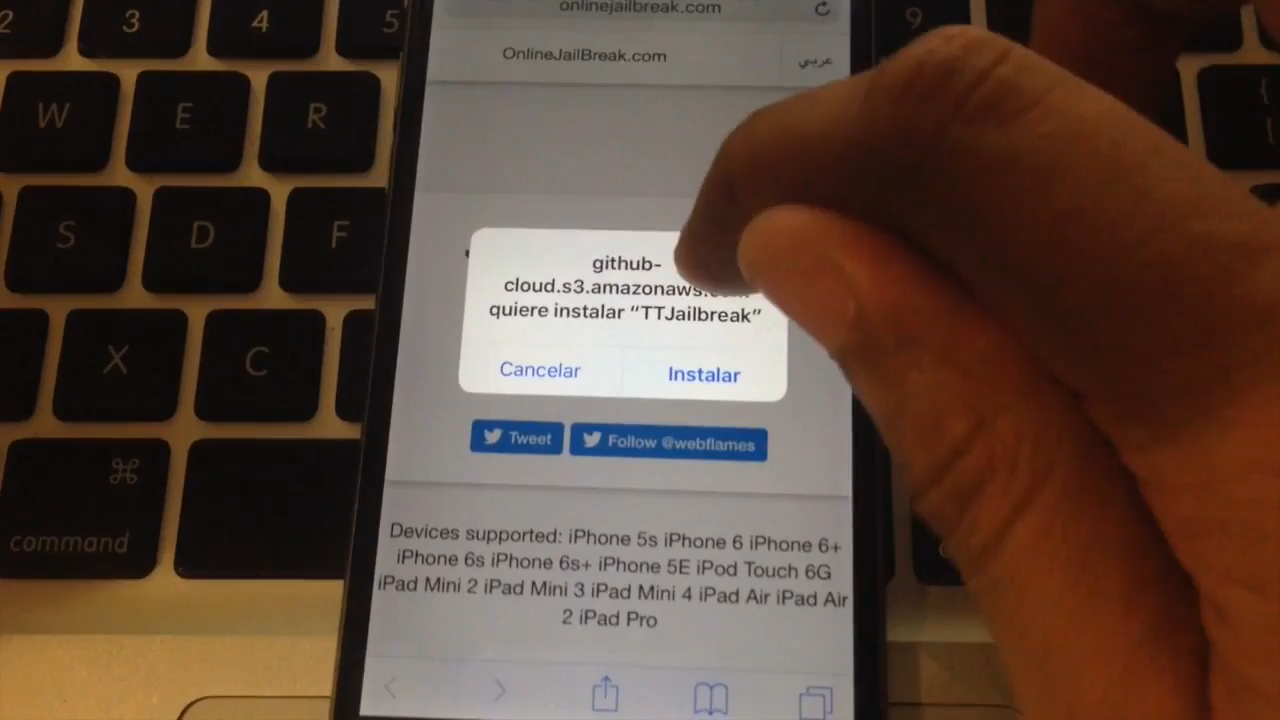 onlinejailbreak.com
OnlineJailBreak.com
عربي
github-
cloud.s3.amazonaws.
quiere instalar “TTJailbreak”
Cancelar
Instalar
Tweet
Follow @webflames
Devices supported: iPhone 5s iPhone 6 iPhone 6+
iPhone 6s iPhone 6s+ iPhone 5E iPod Touch 6G
iPad Mini 2 iPad Mini 3 iPad Mini 4 iPad Air iPad Air
2 iPad Pro
2 3 4 5 9
W E R {
S D F
X C
⌘
command